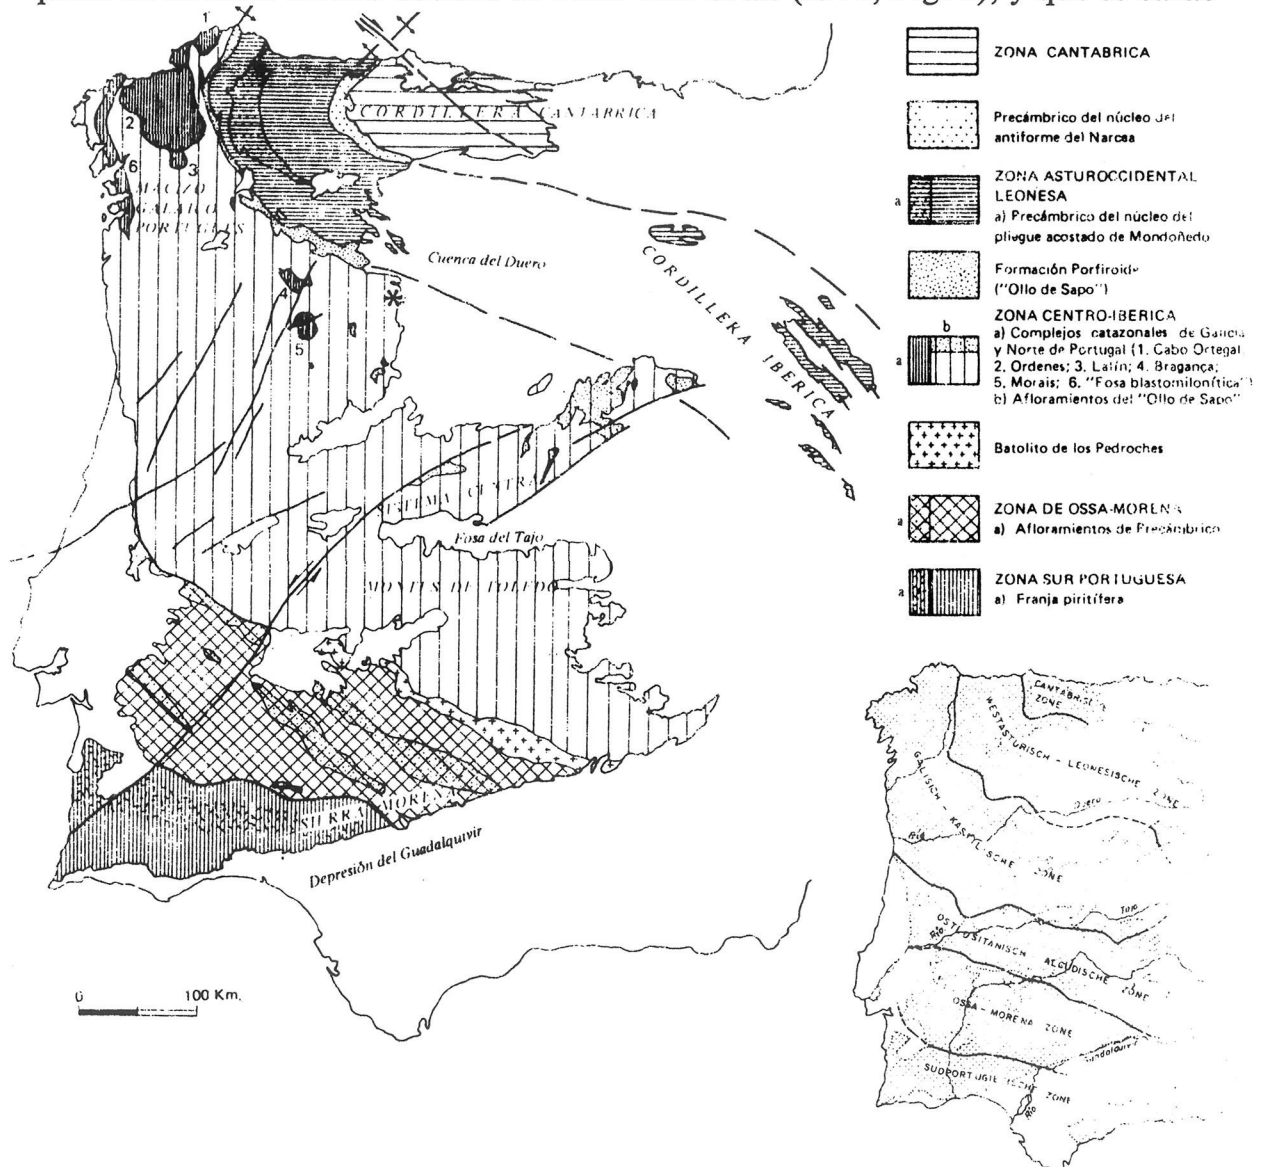 1
CORDILLERA CANTABRICA
2
6
3
MACIZO
GALAICO
PORTUGUES
Cuenca del Duero
4
5
CORDILLERA IBERICA
SISTEMA CENTRAL
Fosa del Tajo
MONTES DE TOLEDO
SIERRA MORENA
Depresión del Guadalquivir
0 100 Km.
ZONA CANTABRICA
Precámbrico del núcleo del
antiforme del Narcea
a
ZONA ASTUROCCIDENTAL
LEONESA
a) Precámbrico del núcleo del
pliegue acostado de Mondoñedo
Formación Porfiroide
("Ollo de Sapo")
a
b
ZONA CENTRO-IBERICA
a) Complejos catazonales de Galicia
y Norte de Portugal (1. Cabo Ortegal
2. Ordenes; 3. Lalín; 4. Bragança;
5. Morais; 6. "Fosa blastomilonítica")
b) Afloramientos del "Ollo de Sapo"
Batolito de los Pedroches
a
ZONA DE OSSA-MORENA
a) Afloramientos de Precámbrico
a
ZONA SUR PORTUGUESA
a) Franja piritífera
CANTABRISCHE
ZONE
WESTASTURISCH - LEONESISCHE ZONE
GALISICH - KASTILISCHE ZONE
Duero
Río
Tajo
OSTLUSITANISCH ALCUDISCHE ZONE
Río
OSSA - MORENA ZONE
Guadalquivir
SUDPORTUGIESISCHE ZONE
Río